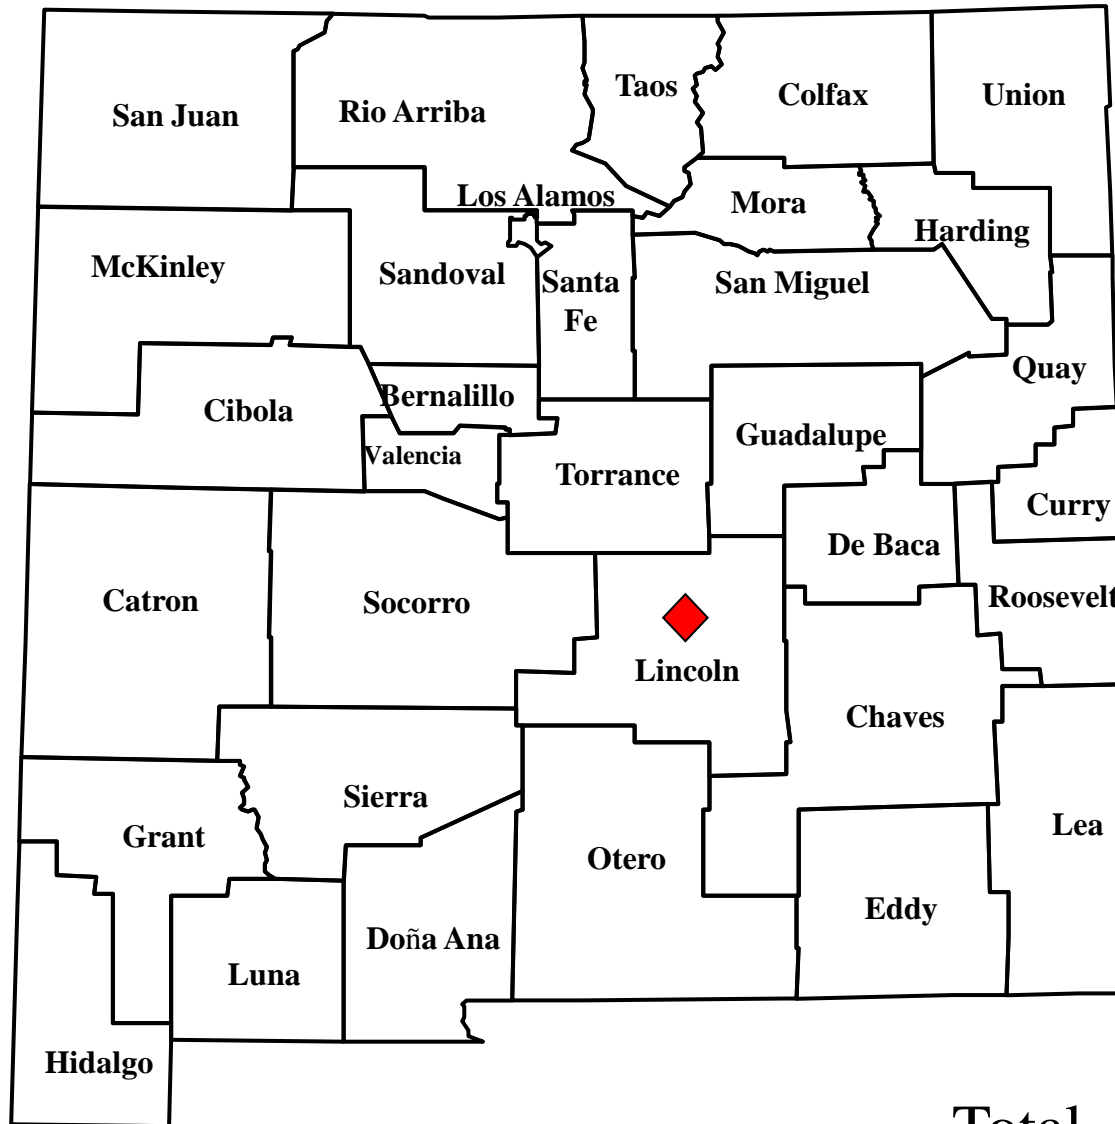 Taos
Colfax
Union
San Juan
Rio Arriba
Los Alamos
Mora
Harding
McKinley
Sandoval
Santa
Fe
San Miguel
Quay
Bernalillo
Cibola
Guadalupe
Valencia
Torrance
Curry
De Baca
Catron
Socorro
Roosevelt
Lincoln
Chaves
Sierra
Grant
Lea
Otero
Eddy
Doña Ana
Luna
Hidalgo
Total